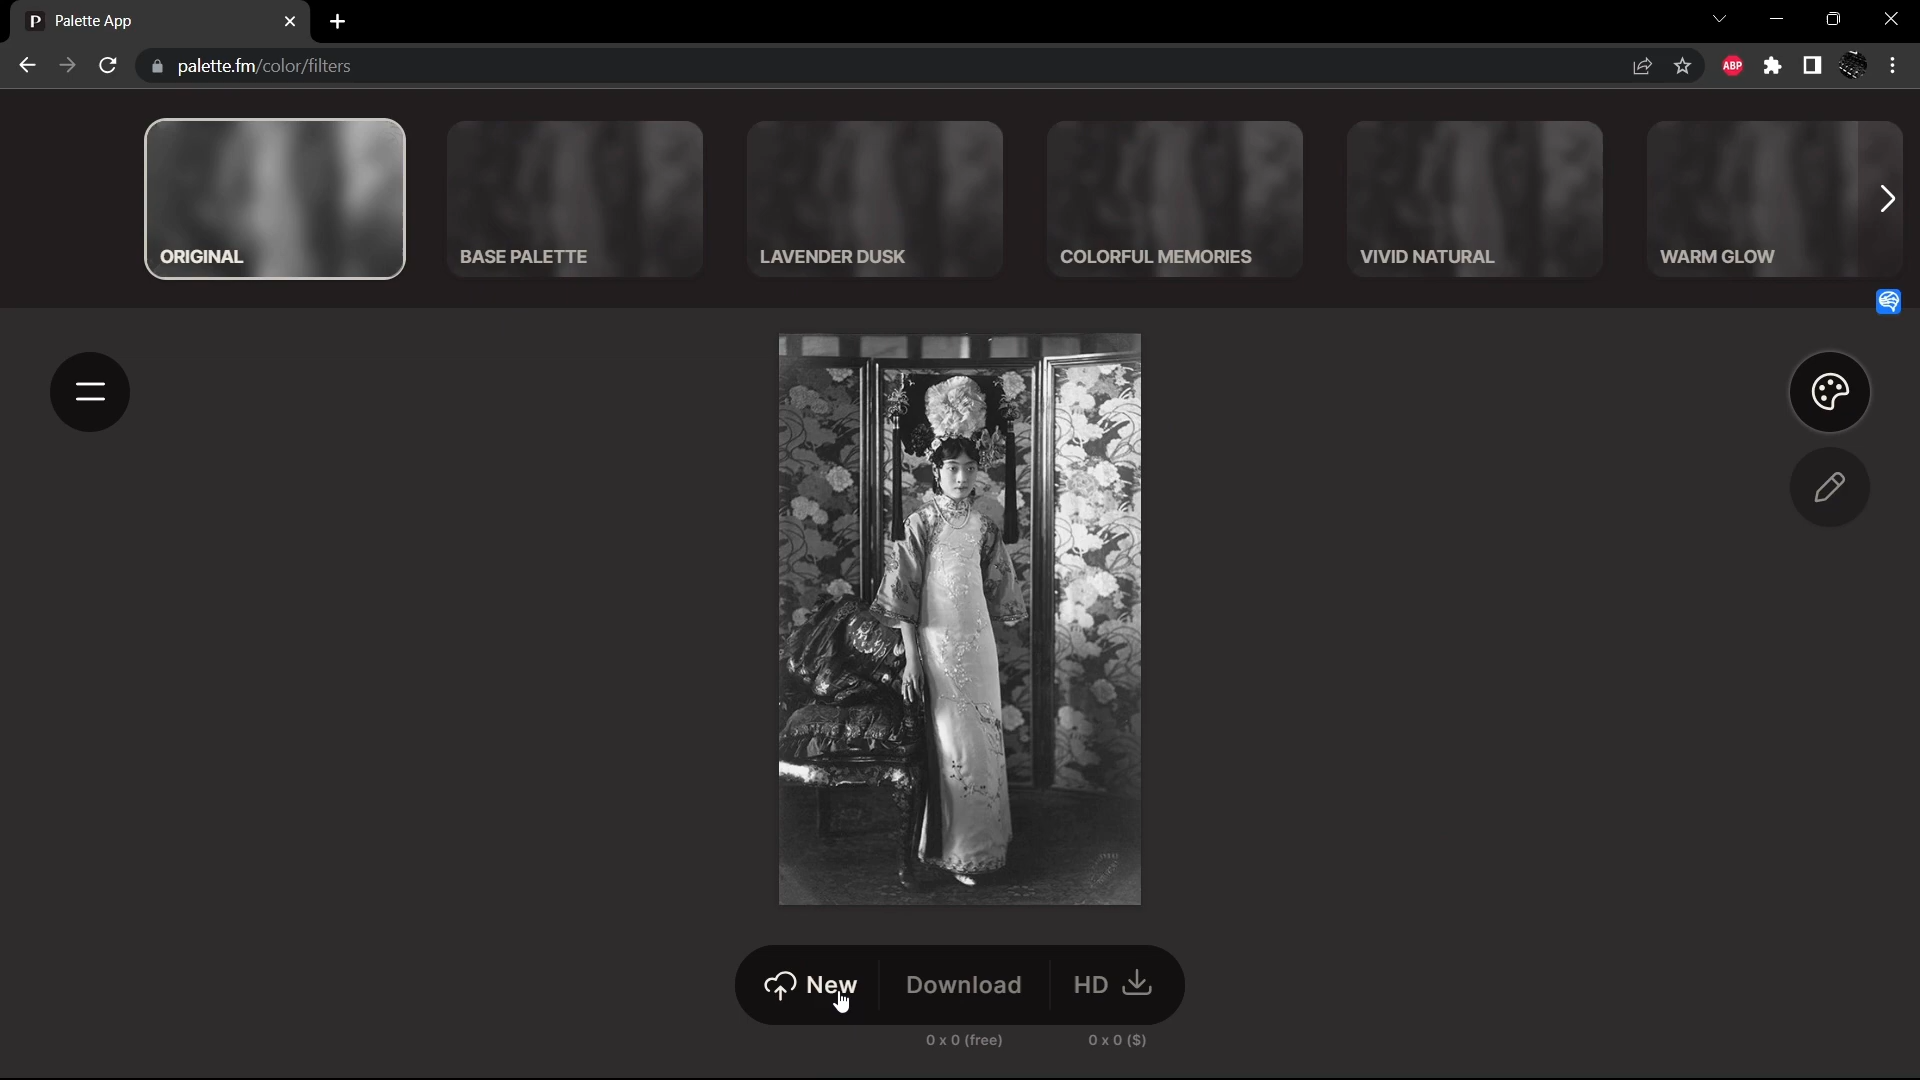 P Palette App
palette.fm/color/filters
ABP
ORIGINAL
BASE PALETTE
LAVENDER DUSK
COLORFUL MEMORIES
VIVID NATURAL
WARM GLOW
New
Download
HD
0 x 0 (free)
0 x 0 ($)